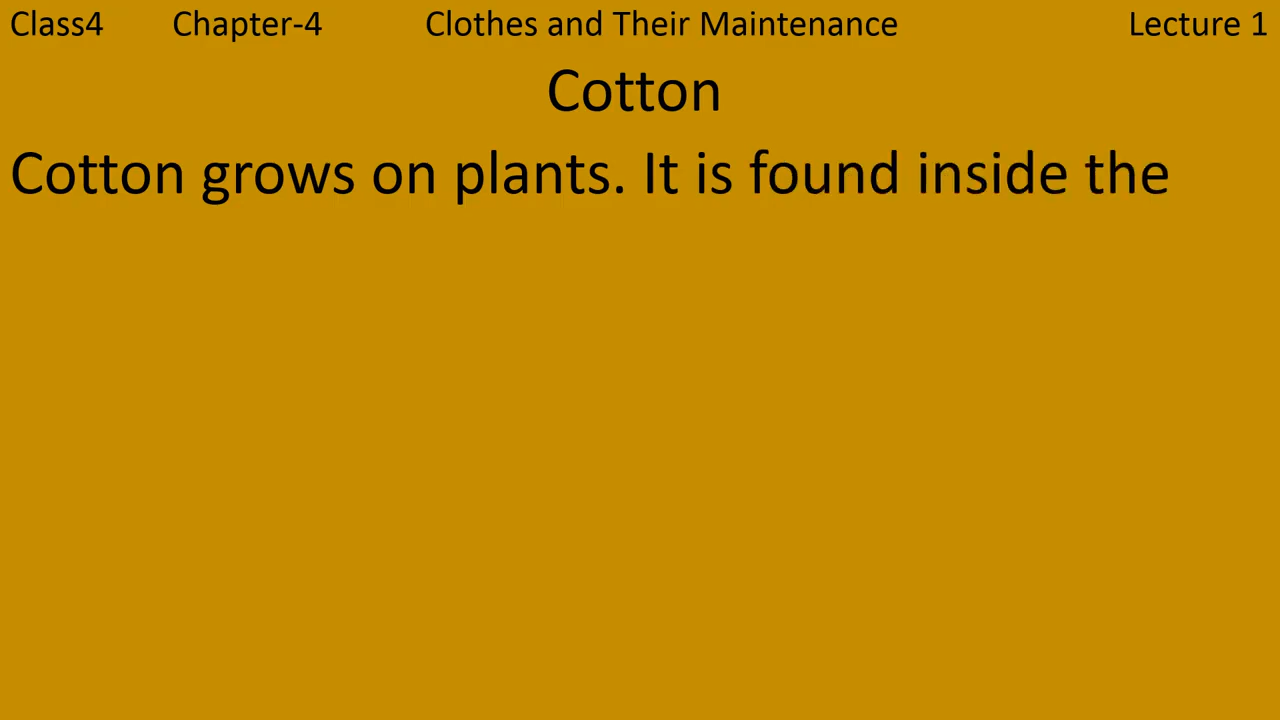 Class4 Chapter-4 Clothes and Their Maintenance Lecture 1
Cotton
Cotton grows on plants. It is found inside the